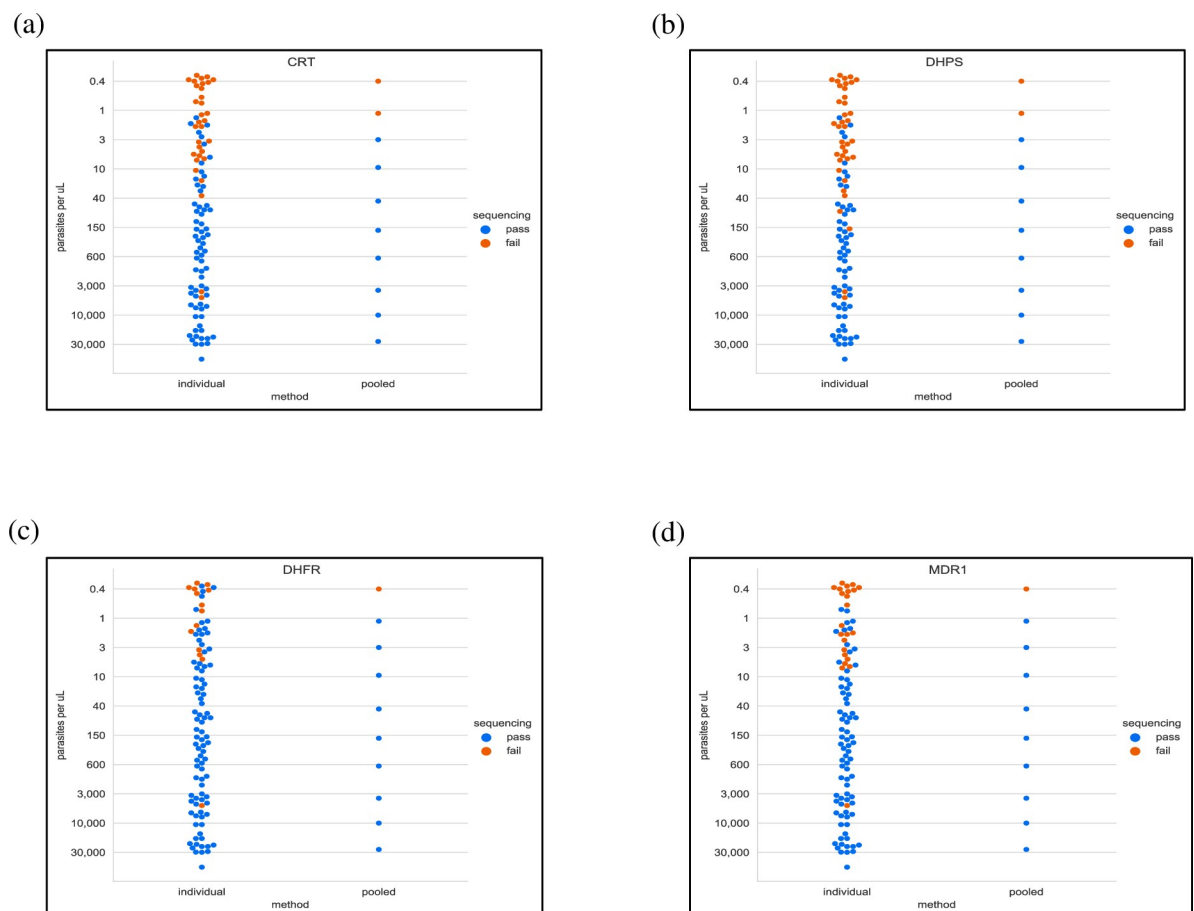 (a)
CRT
parasites per uL
0.4
1
3
10
40
150
600
3,000
10,000
30,000
individual
pooled
method
sequencing
pass
fail
(b)
DHPS
parasites per uL
0.4
1
3
10
40
150
600
3,000
10,000
30,000
individual
pooled
method
sequencing
pass
fail
(c)
DHFR
parasites per uL
0.4
1
3
10
40
150
600
3,000
10,000
30,000
individual
pooled
method
sequencing
pass
fail
(d)
MDR1
parasites per uL
0.4
1
3
10
40
150
600
3,000
10,000
30,000
individual
pooled
method
sequencing
pass
fail